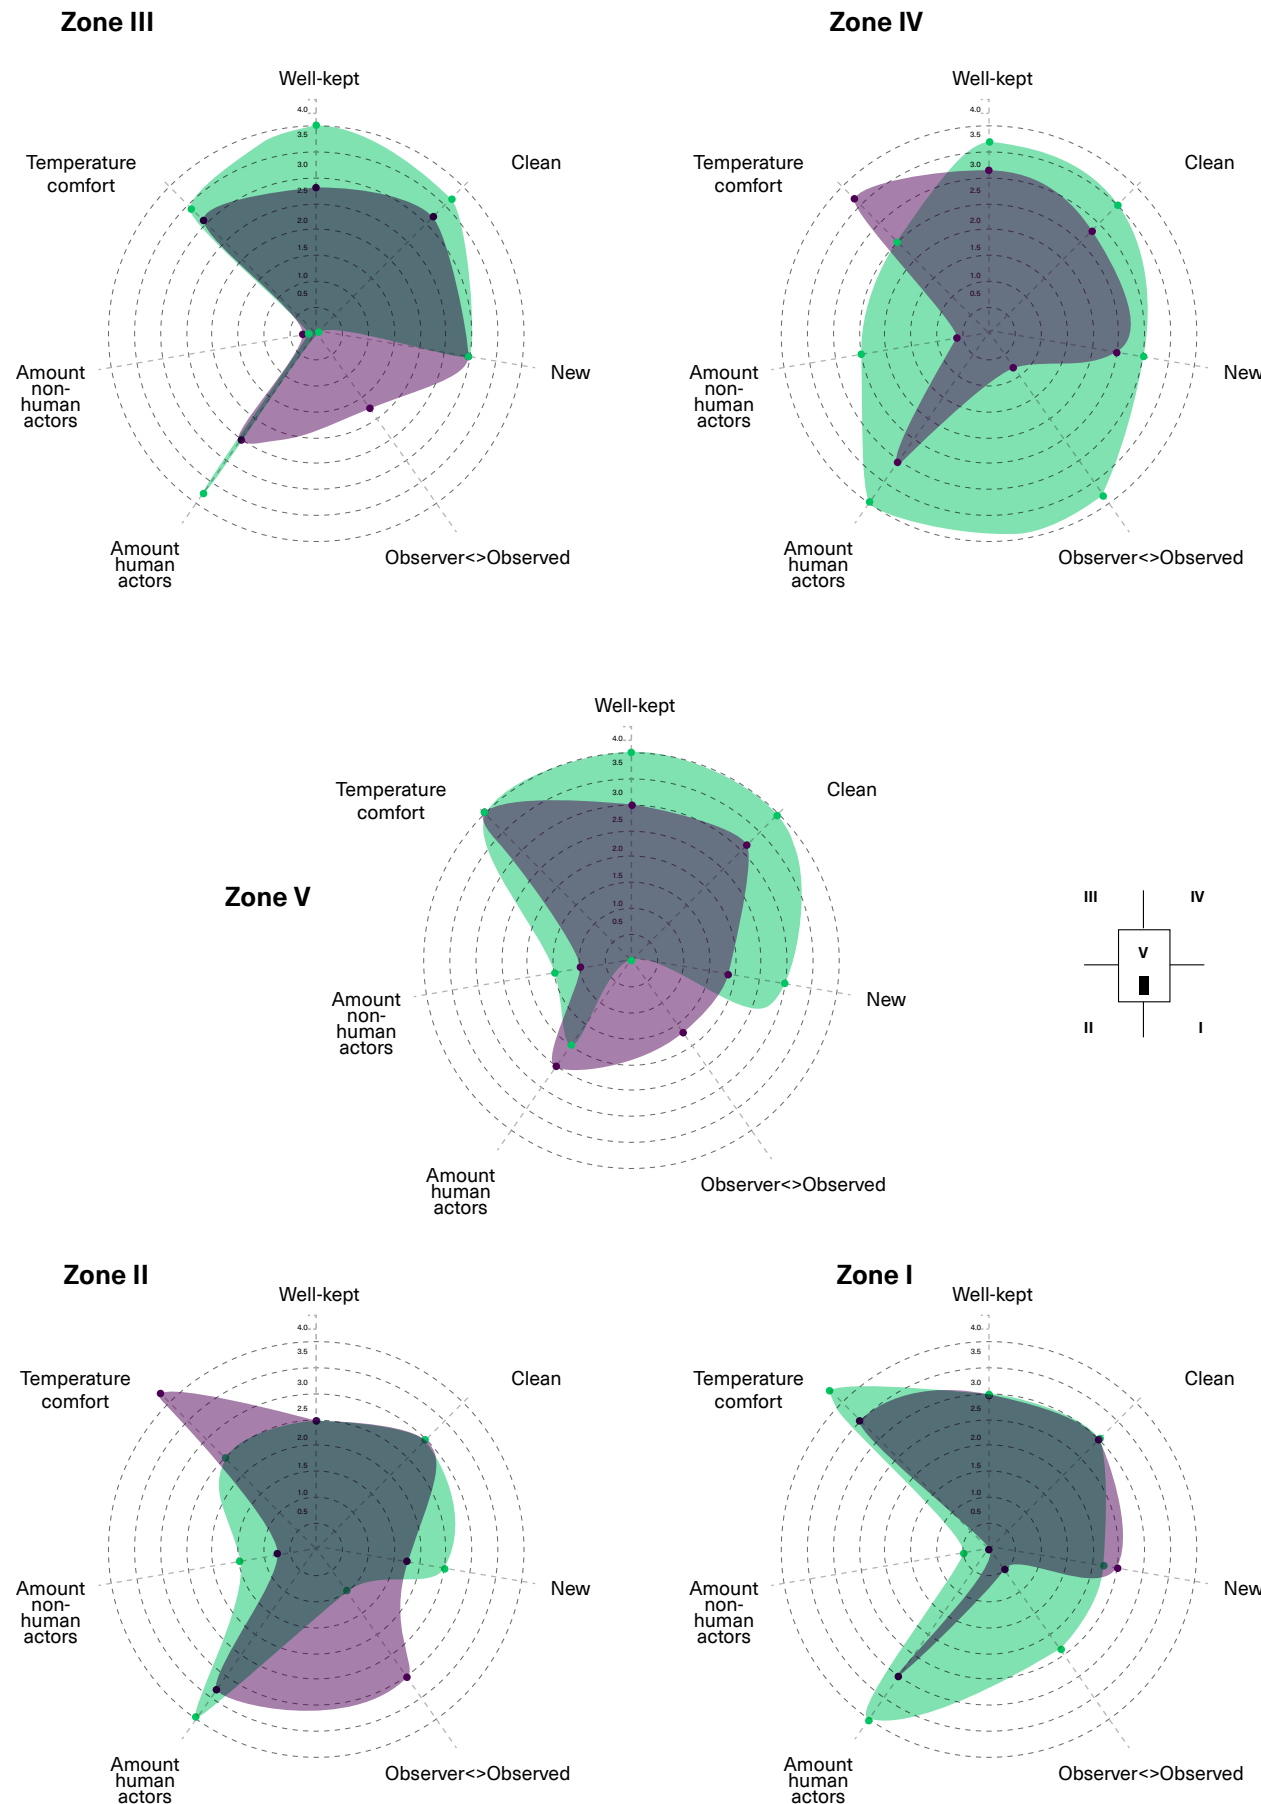 Zone III
Well-kept
4.0
3.5
3.0
2.5
2.0
1.5
1.0
0.5
Temperature
comfort
Clean
New
Amount
non-
human
actors
Amount
human
actors
Observer<>Observed
Zone IV
Well-kept
4.0
3.5
3.0
2.5
2.0
1.5
1.0
0.5
Temperature
comfort
Clean
New
Amount
non-
human
actors
Amount
human
actors
Observer<>Observed
Zone V
Well-kept
4.0
3.5
3.0
2.5
2.0
1.5
1.0
0.5
Temperature
comfort
Clean
New
Amount
non-
human
actors
Amount
human
actors
Observer<>Observed
III
IV
V
II
I
Zone II
Well-kept
4.0
3.5
3.0
2.5
2.0
1.5
1.0
0.5
Temperature
comfort
Clean
New
Amount
non-
human
actors
Amount
human
actors
Observer<>Observed
Zone I
Well-kept
4.0
3.5
3.0
2.5
2.0
1.5
1.0
0.5
Temperature
comfort
Clean
New
Amount
non-
human
actors
Amount
human
actors
Observer<>Observed